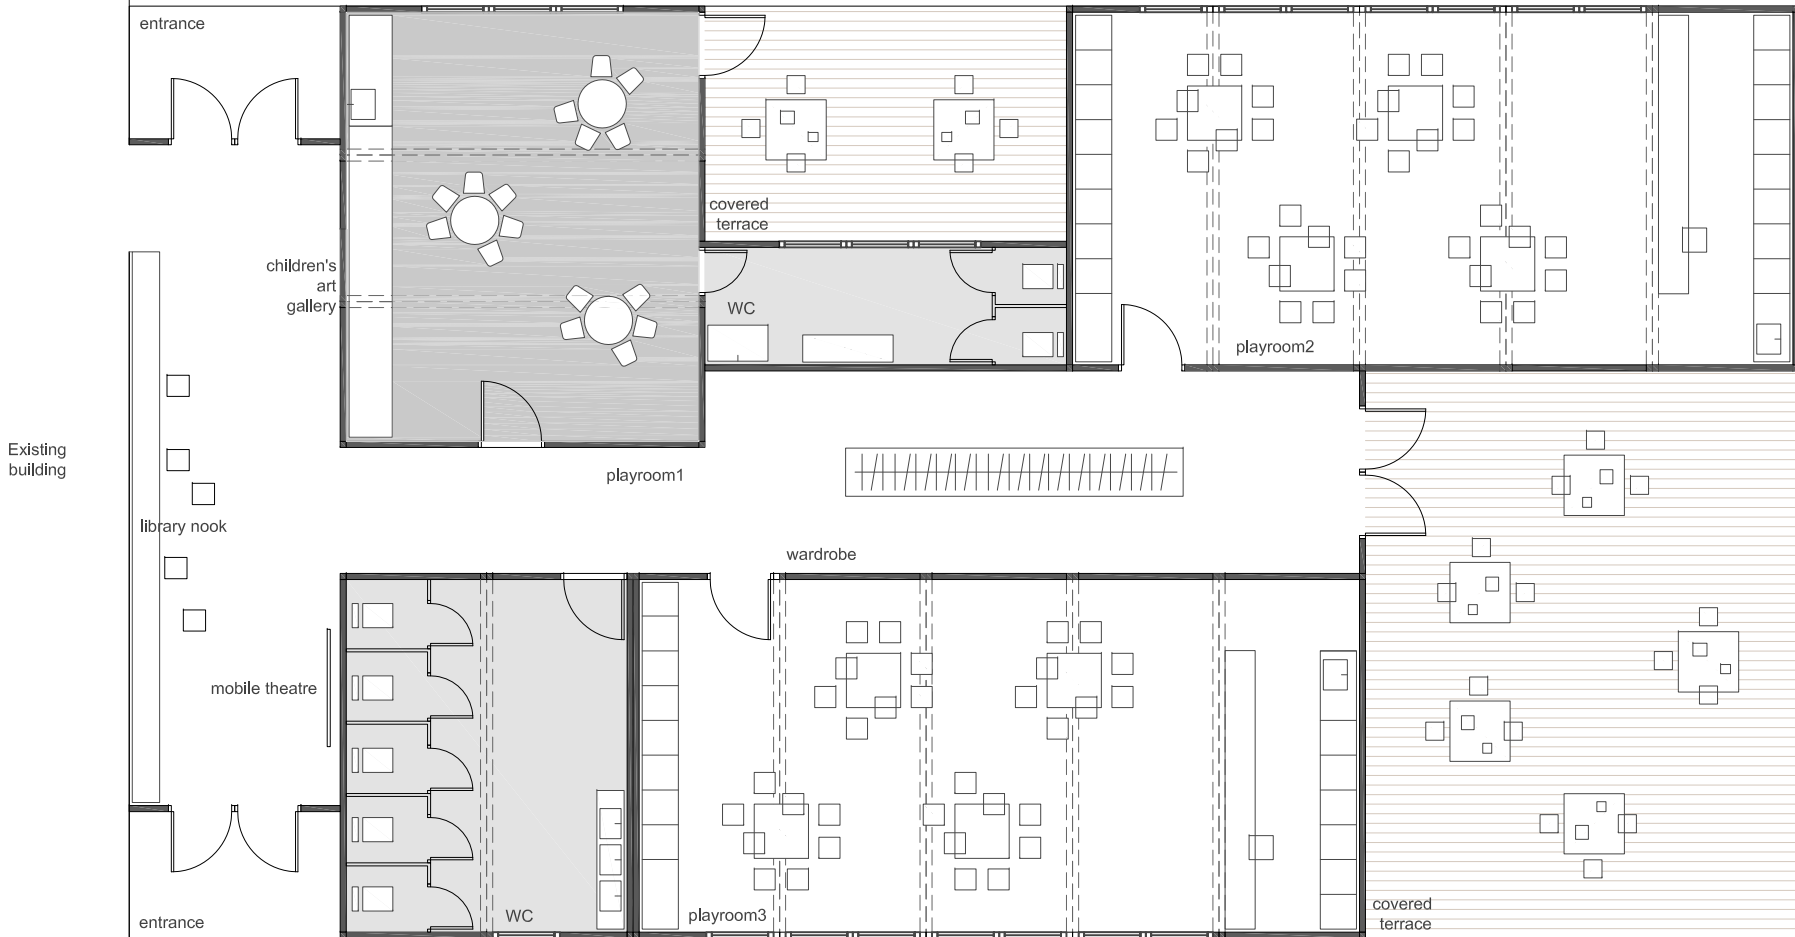 entrance
covered
terrace
children's
art
gallery
WC
playroom2
Existing
building
playroom1
library nook
wardrobe
mobile theatre
entrance
WC
playroom3
covered
terrace